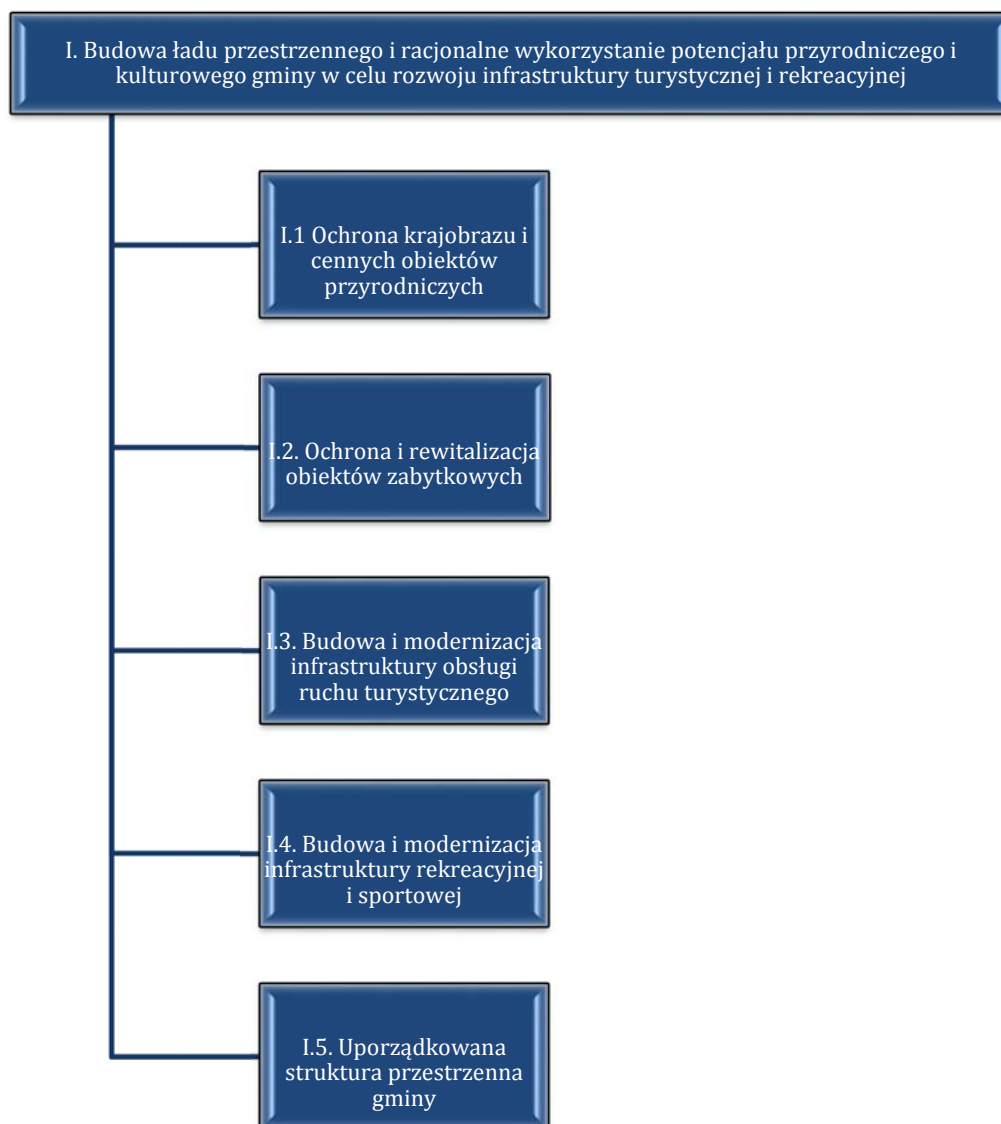 I. Budowa ładu przestrzennego i racjonalne wykorzystanie potencjału przyrodniczego i
kulturowego gminy w celu rozwoju infrastruktury turystycznej i rekreacyjnej
I.1 Ochrona krajobrazu i
cennych obiektów
przyrodniczych
I.2. Ochrona i rewitalizacja
obiektów zabytkowych
I.3. Budowa i modernizacja
infrastruktury obsługi
ruchu turystycznego
I.4. Budowa i modernizacja
infrastruktury rekreacyjnej
i sportowej
I.5. Uporządkowana
struktura przestrzenna
gminy